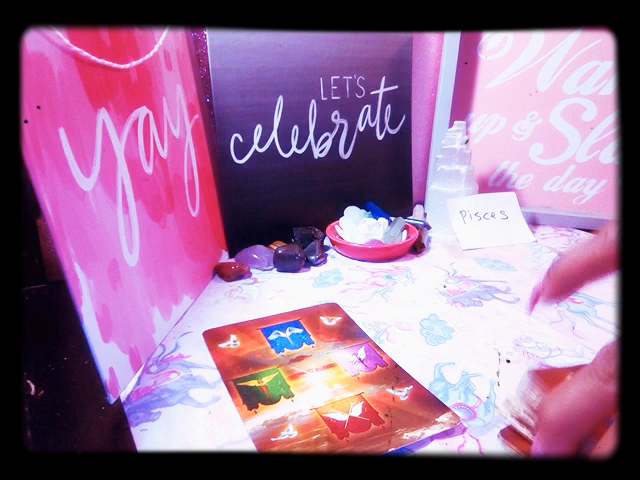 yay
LET'S
celebrate
Pisces
up &
the day